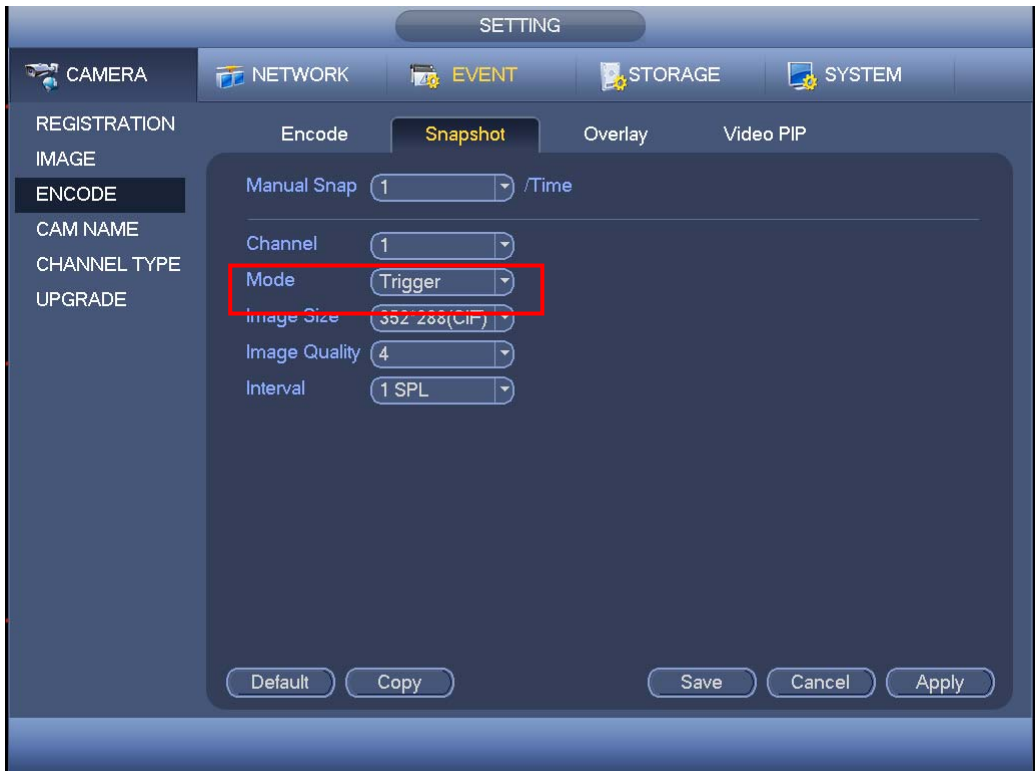 SETTING
CAMERA NETWORK EVENT STORAGE SYSTEM
REGISTRATION
IMAGE
ENCODE
CAM NAME
CHANNEL TYPE
UPGRADE
Encode Snapshot Overlay Video PIP
Manual Snap 1 /Time
Channel 1
Mode Trigger
Image Size 352*288(CIF)
Image Quality 4
Interval 1 SPL
Default Copy Save Cancel Apply